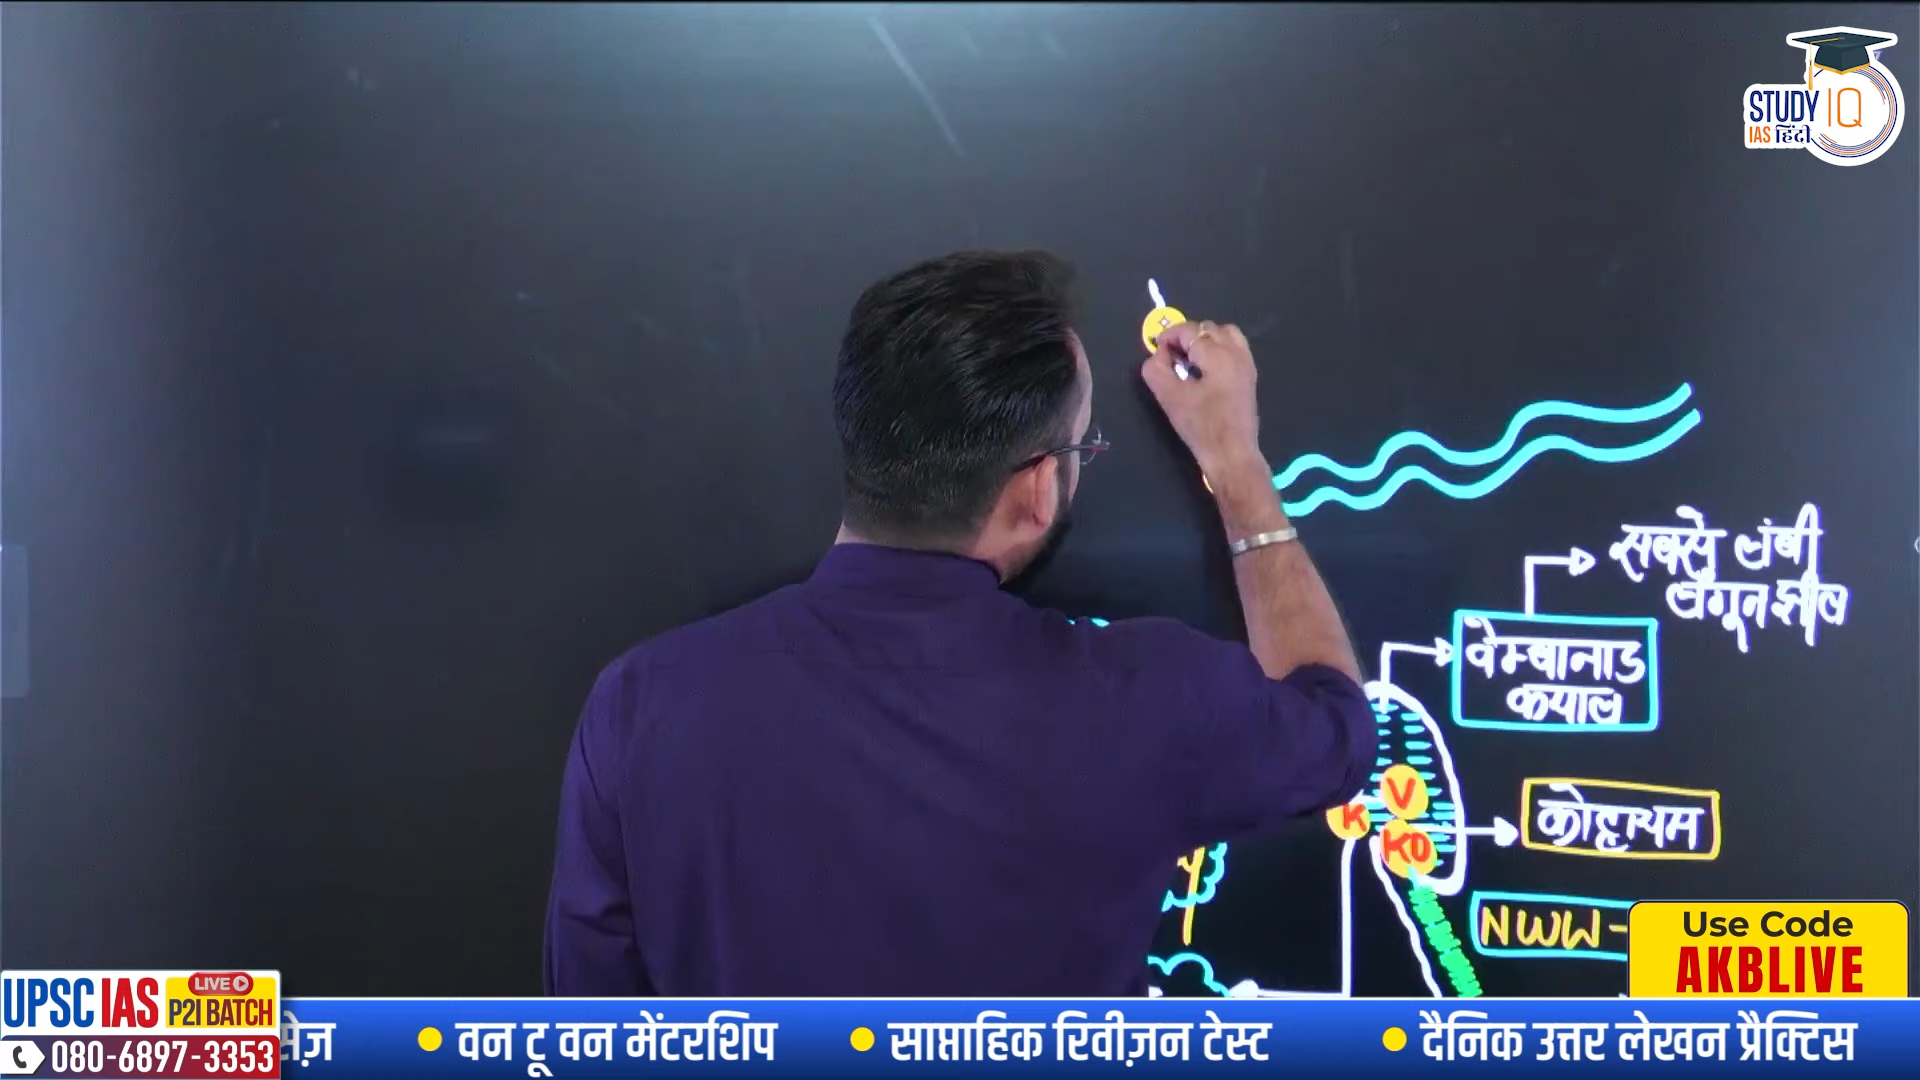 STUDY IQ
IAS हिंदी
सबसे लंबी
लगून झील
वेम्बानाड
कयाल
V
K
KO
कोट्टायम
NWW-
Use Code
AKBLIVE
UPSC IAS LIVE P2I BATCH
080-6897-3353
सेज़ वन टू वन मेंटरशिप साप्ताहिक रिवीज़न टेस्ट दैनिक उत्तर लेखन प्रैक्टिस